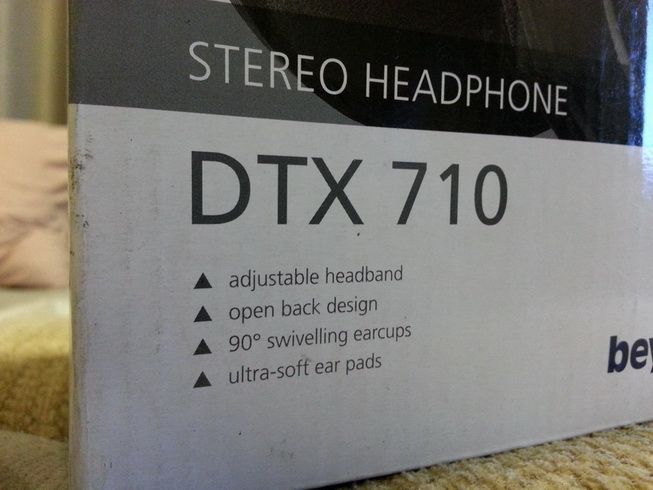 STEREO HEADPHONE
DTX 710
▲ adjustable headband
▲ open back design
▲ 90° swivelling earcups
▲ ultra-soft ear pads
bey